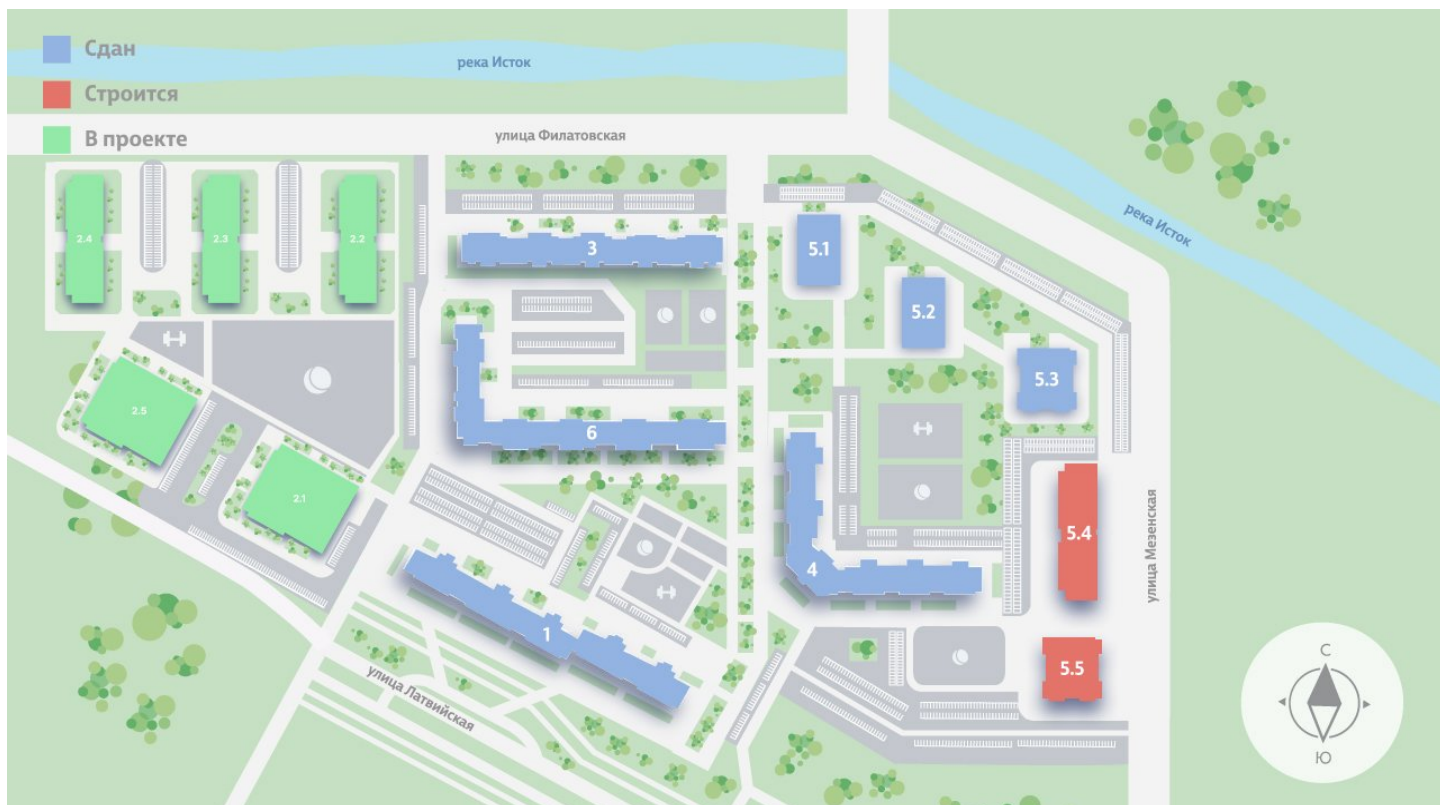 Сдан
река Исток
Строится
улица Филатовская
В проекте
река Исток
2.4
2.3
2.2
3
5.1
5.2
5.3
2.5
6
2.1
5.4
4
улица Мезенская
1
5.5
улица Латвийская
С
Ю